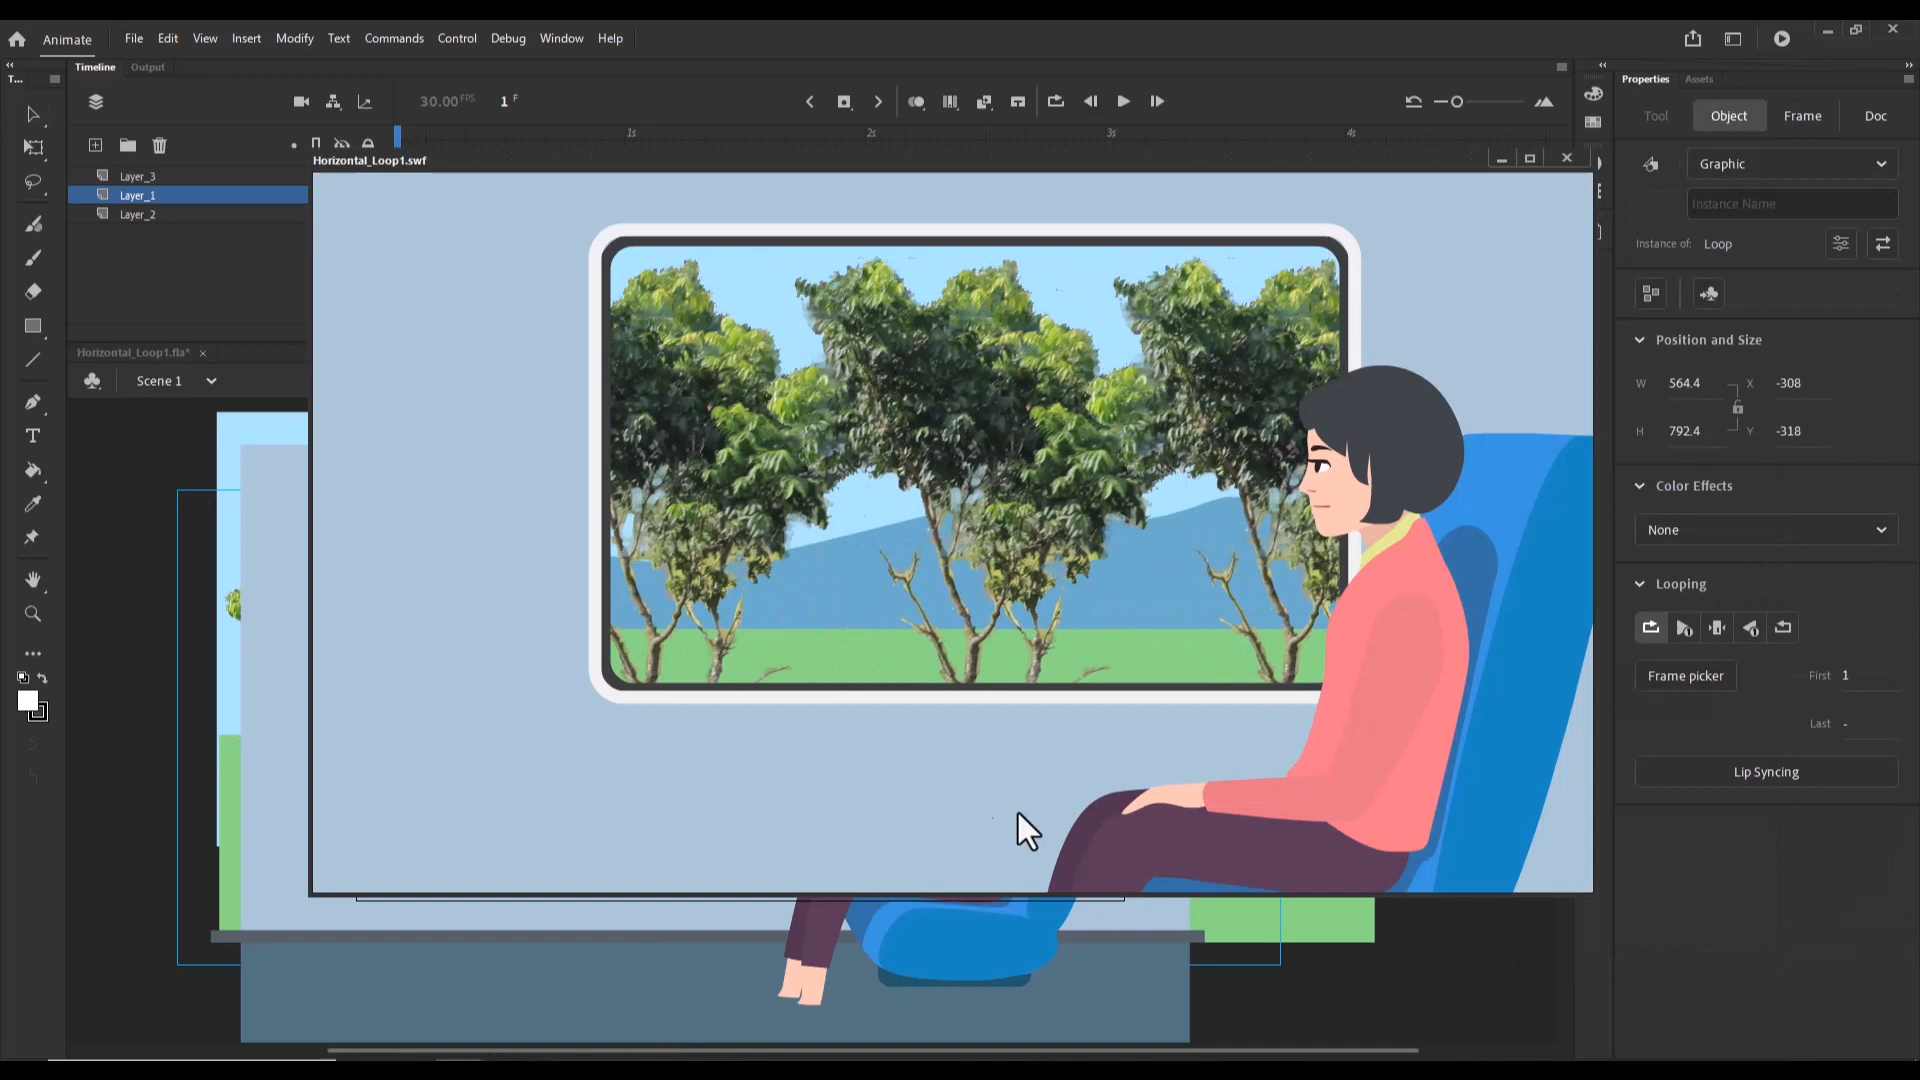 Animate File Edit View Insert Modify Text Commands Control Debug Window Help
T... Timeline Output Properties Assets
30.00 FPS 1 F
Tool Object Frame Doc
1s 2s 3s 4s
Horizontal_Loop1.swf
Graphic
Layer_3
Layer_1
Layer_2
Instance Name
Instance of: Loop
Horizontal_Loop1.fla*
Scene 1
Position and Size
W 564.4 X -308
H 792.4 Y -318
Color Effects
None
Looping
Frame picker First 1
Last -
Lip Syncing